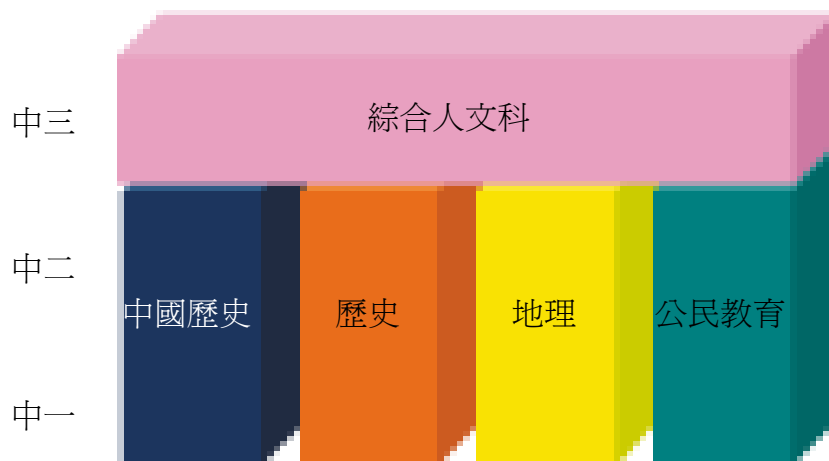 中三
綜合人文科
中二
中國歷史
歷史
地理
公民教育
中一